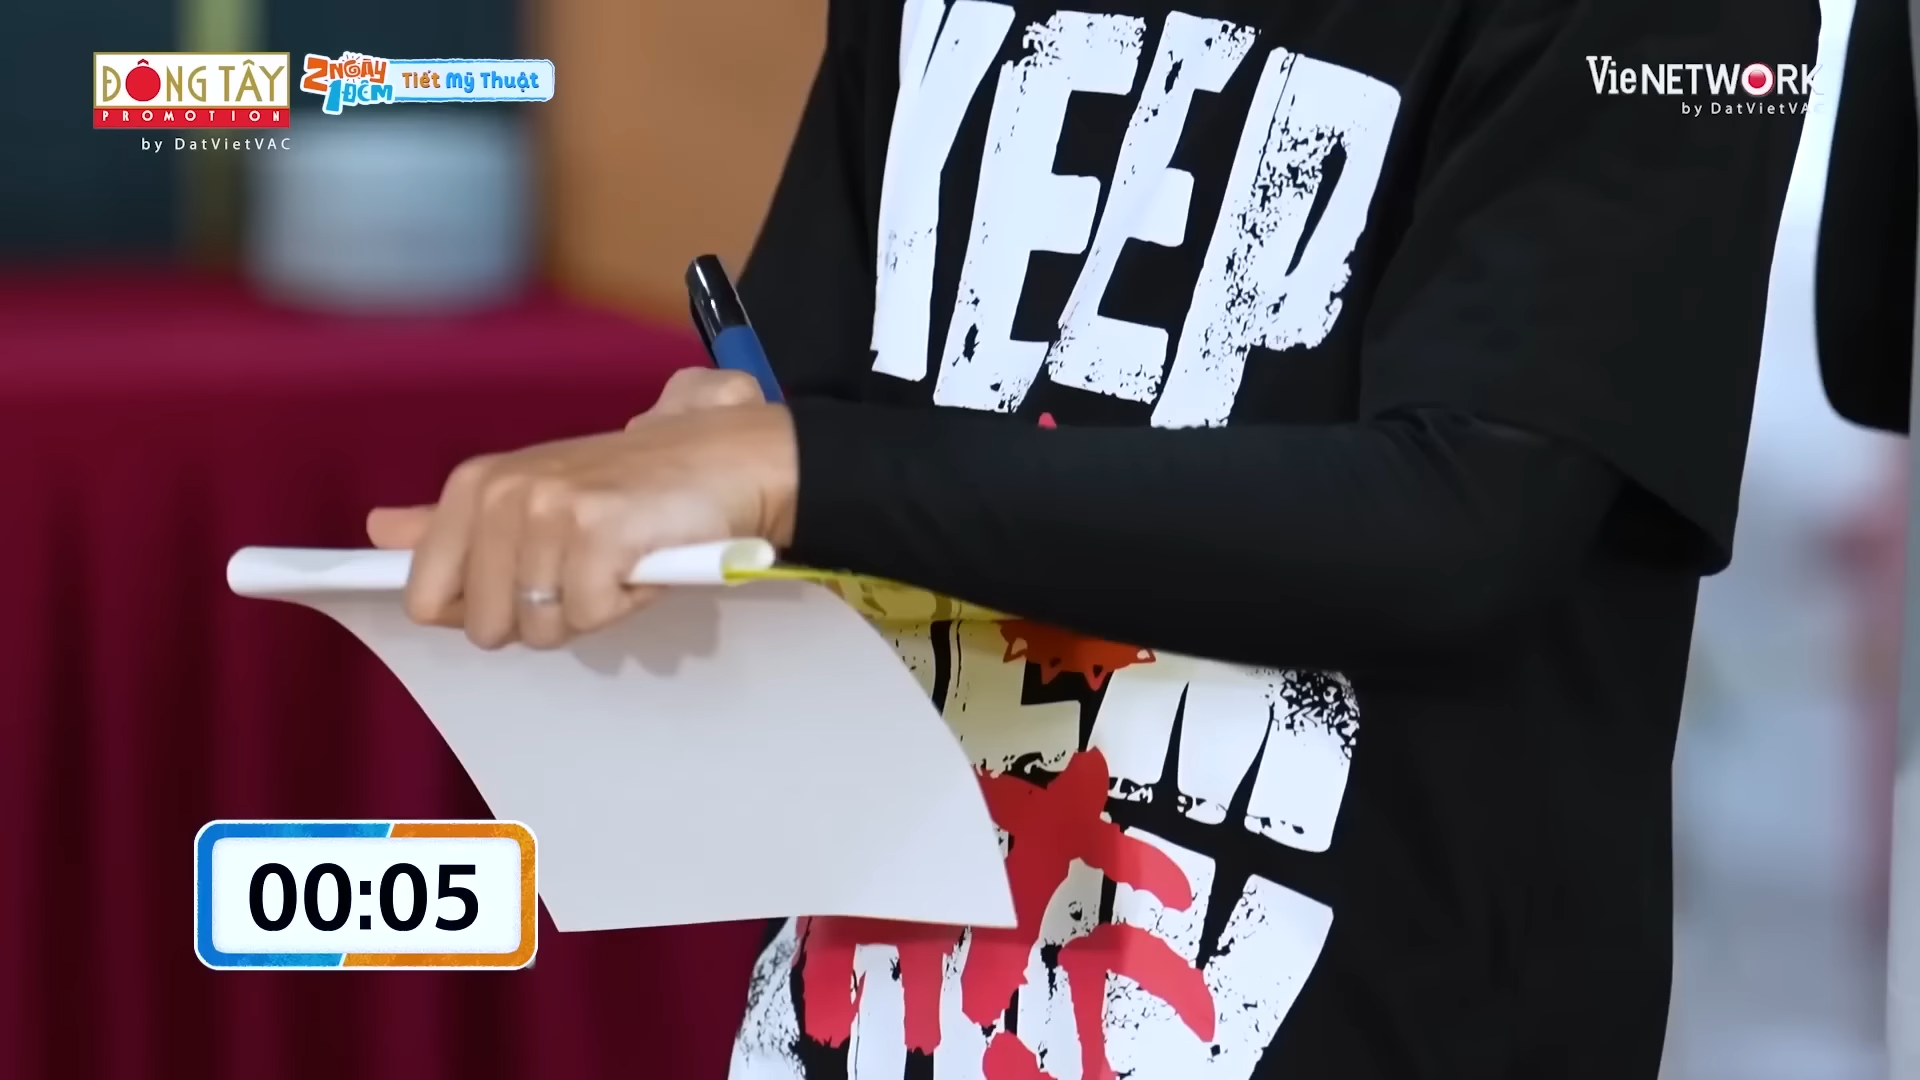 ĐÔNG TÂY
PROMOTION
by DatVietVAC
2 NGÀY 1 ĐÊM
Tiết Mỹ Thuật
VieNETWORK
by DatVietVAC
KEEP
00:05